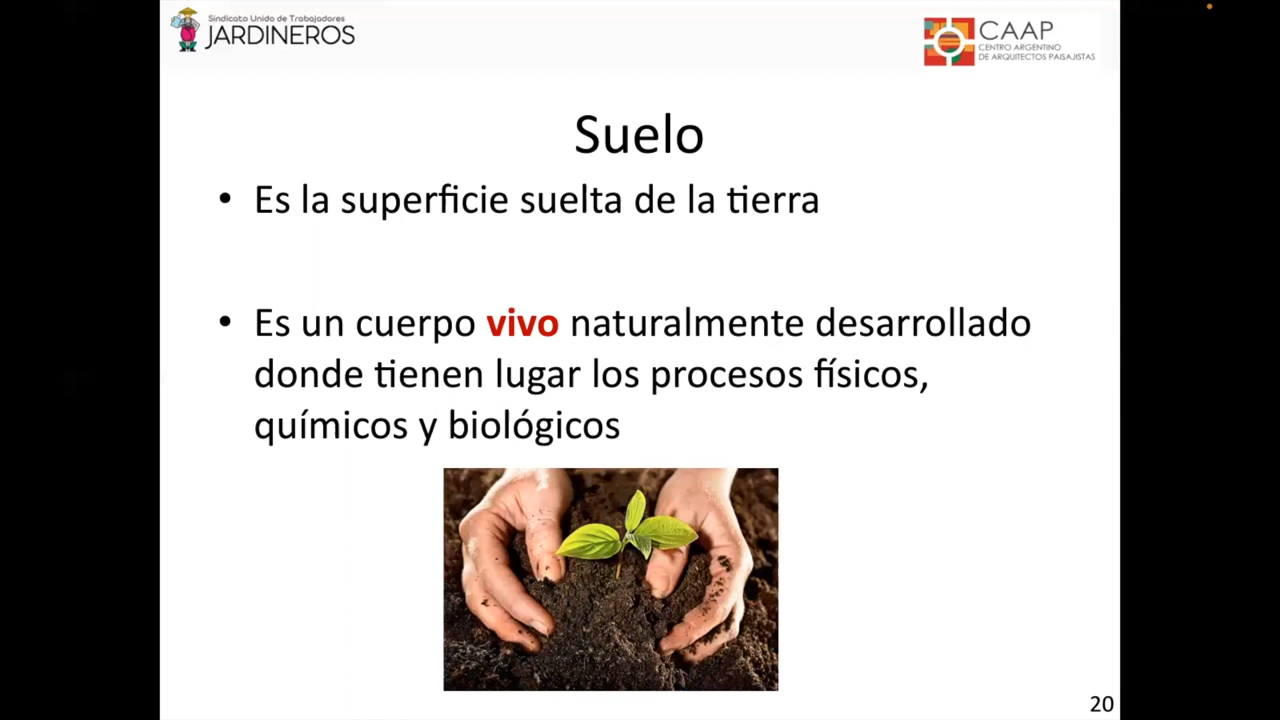 Sindicato Unido de Trabajadores
JARDINEROS
CAAP
CENTRO ARGENTINO
DE ARQUITECTOS PAISAJISTAS
Suelo
• Es la superficie suelta de la tierra
• Es un cuerpo vivo naturalmente desarrollado
donde tienen lugar los procesos físicos,
químicos y biológicos
20